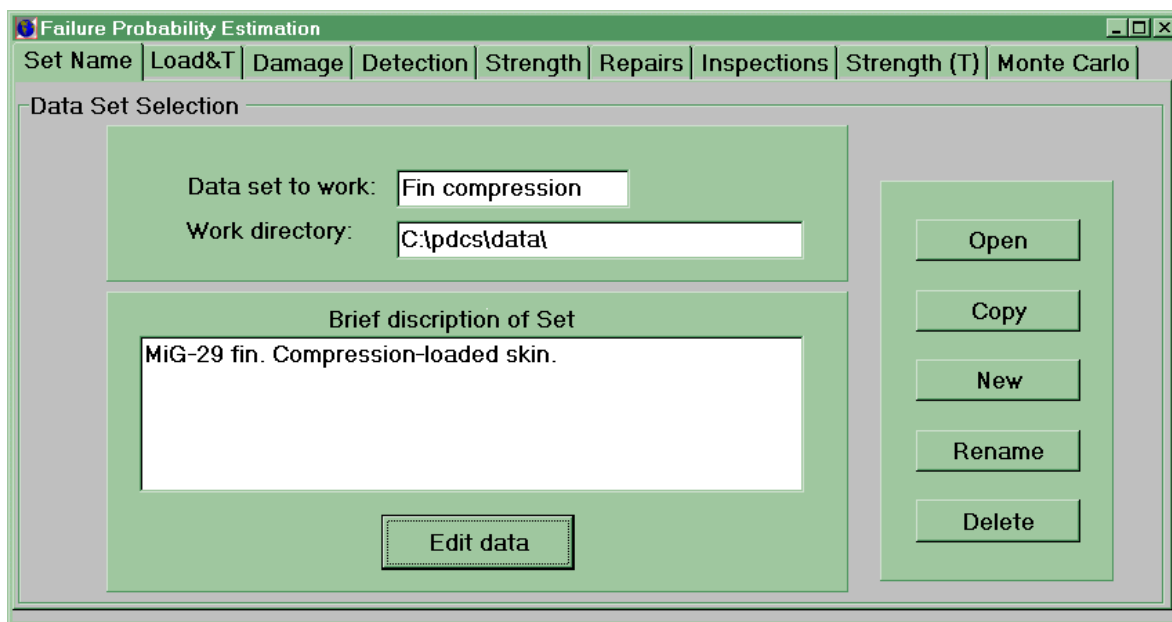 Failure Probability Estimation
Set Name Load&T Damage Detection Strength Repairs Inspections Strength (T) Monte Carlo
Data Set Selection
Data set to work: Fin compression
Work directory: C:\pdcs\data\
Brief discription of Set
MiG-29 fin. Compression-loaded skin.
Edit data
Open
Copy
New
Rename
Delete